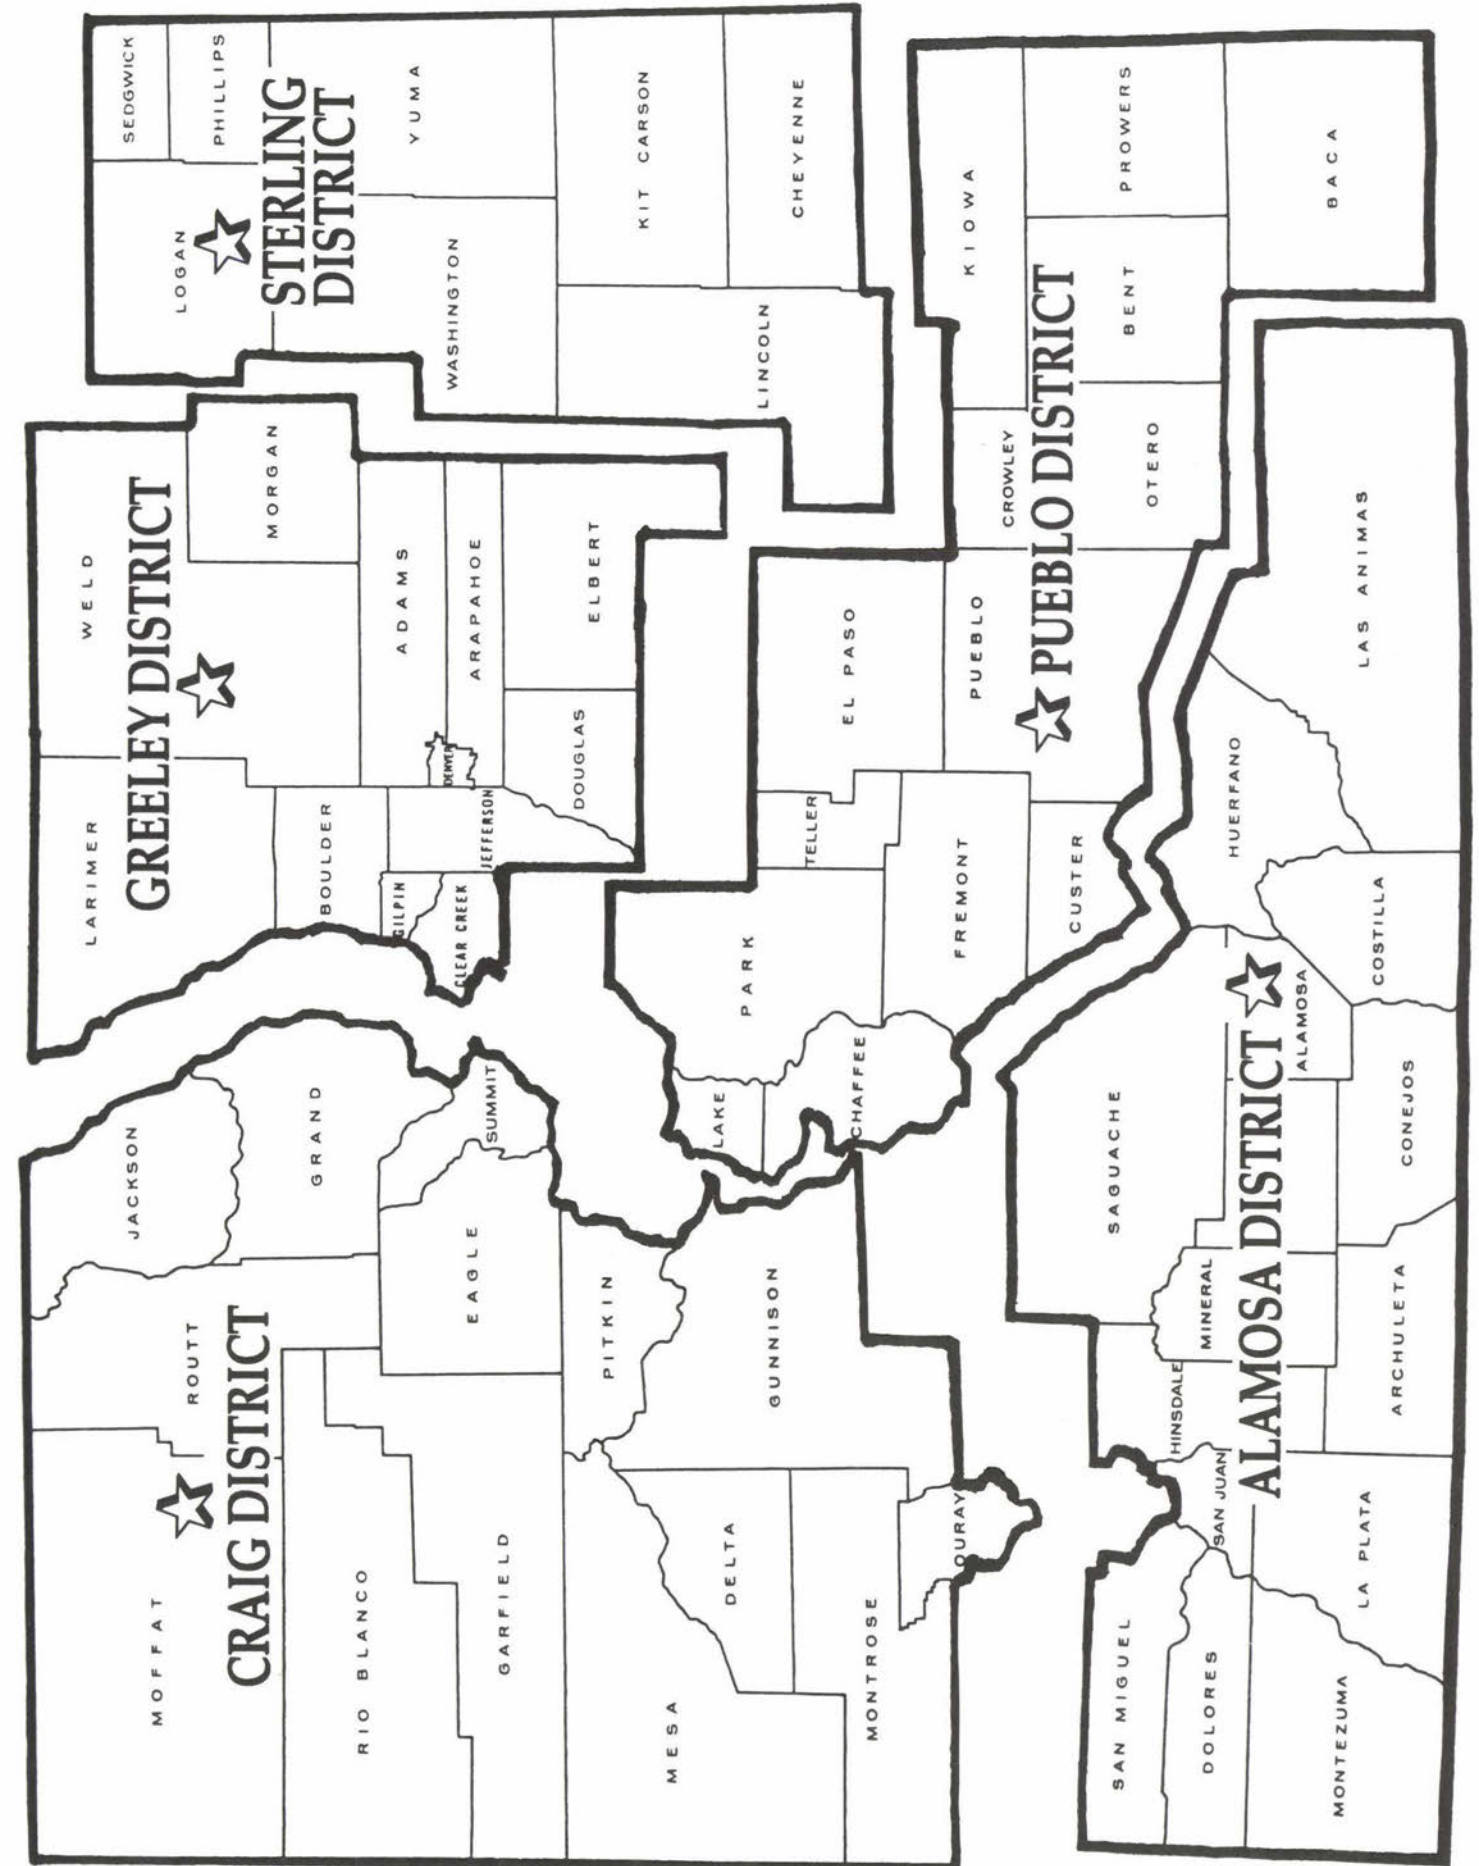 MOFFAT
ROUTT
JACKSON
LARIMER
WELD
LOGAN
SEDGWICK
PHILLIPS
CRAIG DISTRICT
GREELEY DISTRICT
MORGAN
STERLING
DISTRICT
RIO BLANCO
GRAND
BOULDER
GILPIN
ADAMS
WASHINGTON
YUMA
GARFIELD
EAGLE
SUMMIT
CLEAR CREEK
JEFFERSON
DENVER
ARAPAHOE
DOUGLAS
ELBERT
MESA
DELTA
PITKIN
GUNNISON
LAKE
PARK
TELLER
EL PASO
LINCOLN
KIT CARSON
CHEYENNE
MONTROSE
OURAY
CHAFFEE
FREMONT
CUSTER
PUEBLO
CROWLEY
KIOWA
PUEBLO DISTRICT
OTERO
BENT
PROWERS
SAN MIGUEL
DOLORES
SAN JUAN
HINSDALE
MINERAL
SAGUACHE
HUERFANO
ALAMOSA DISTRICT
ALAMOSA
MONTEZUMA
LA PLATA
ARCHULETA
CONEJOS
COSTILLA
LAS ANIMAS
BACA